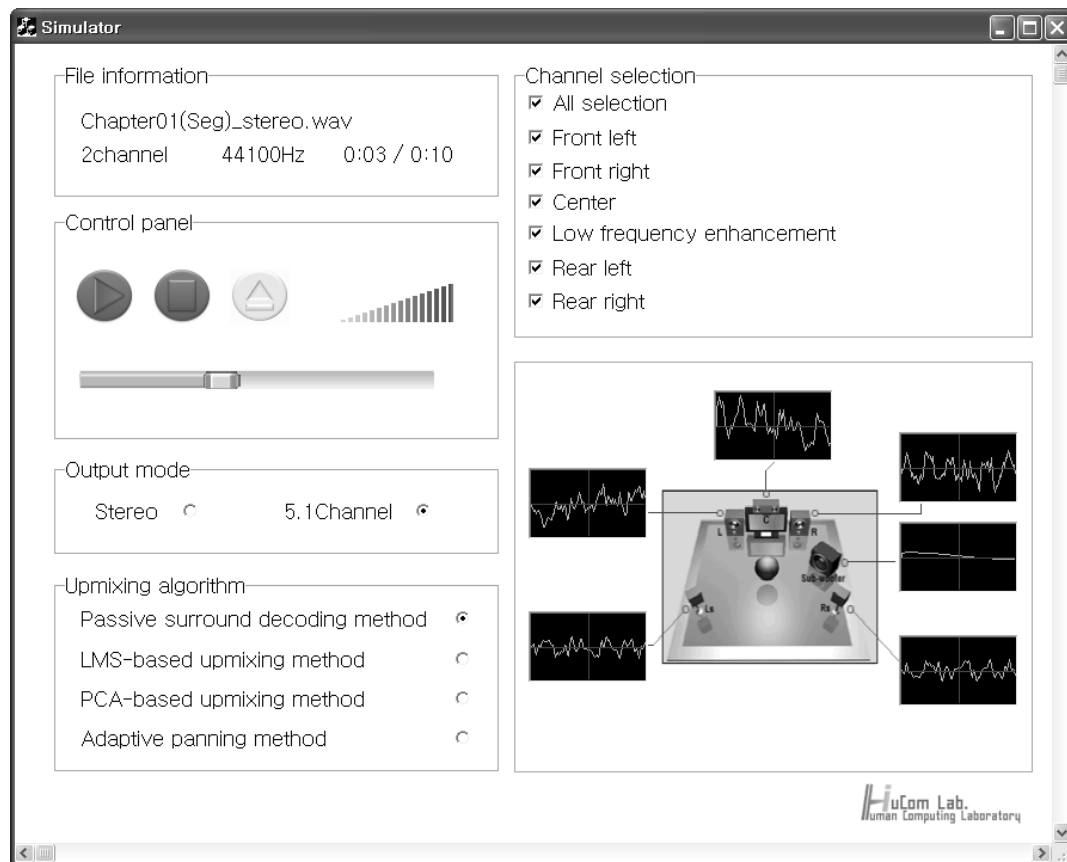 Simulator
File information
Chapter01(Seg)_stereo.wav
2channel 44100Hz 0:03 / 0:10
Control panel
Output mode
Stereo 5.1Channel
Upmixing algorithm
Passive surround decoding method
LMS-based upmixing method
PCA-based upmixing method
Adaptive panning method
Channel selection
All selection
Front left
Front right
Center
Low frequency enhancement
Rear left
Rear right
C
L R
Sub-woofer
Ls Rs
HuCom Lab.
Human Computing Laboratory